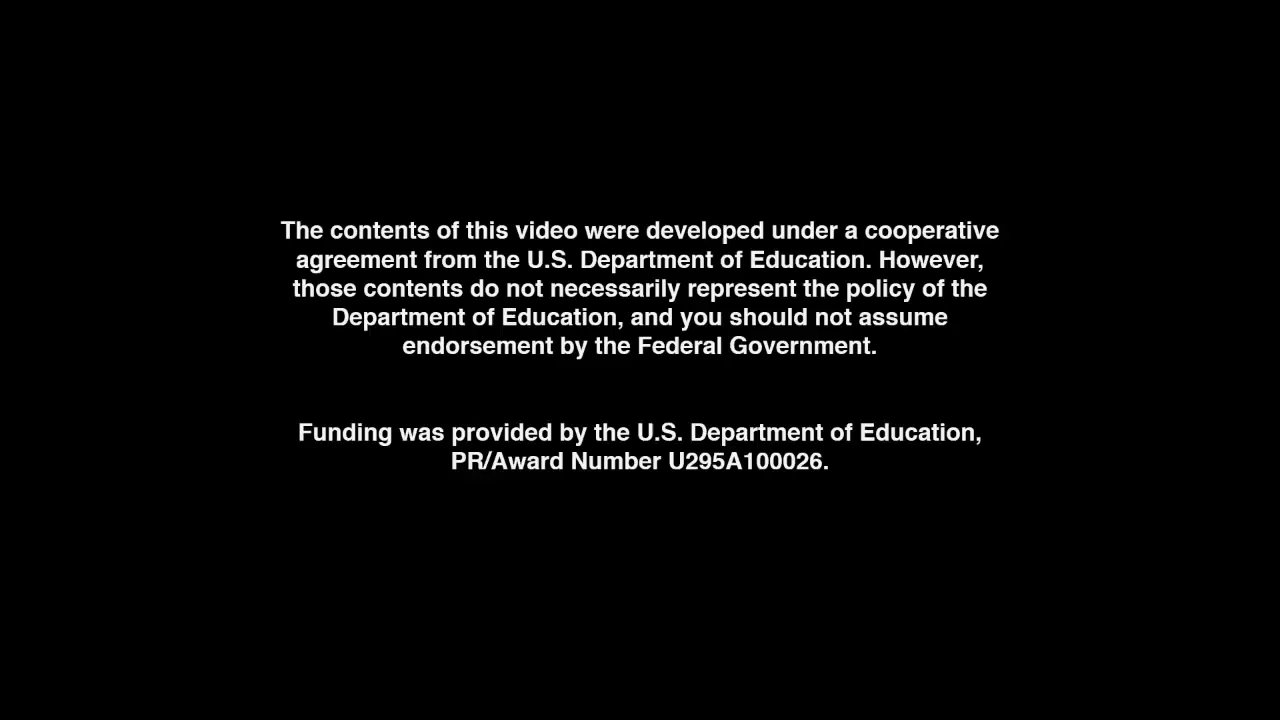 The contents of this video were developed under a cooperative
agreement from the U.S. Department of Education. However,
those contents do not necessarily represent the policy of the
Department of Education, and you should not assume
endorsement by the Federal Government.
Funding was provided by the U.S. Department of Education,
PR/Award Number U295A100026.